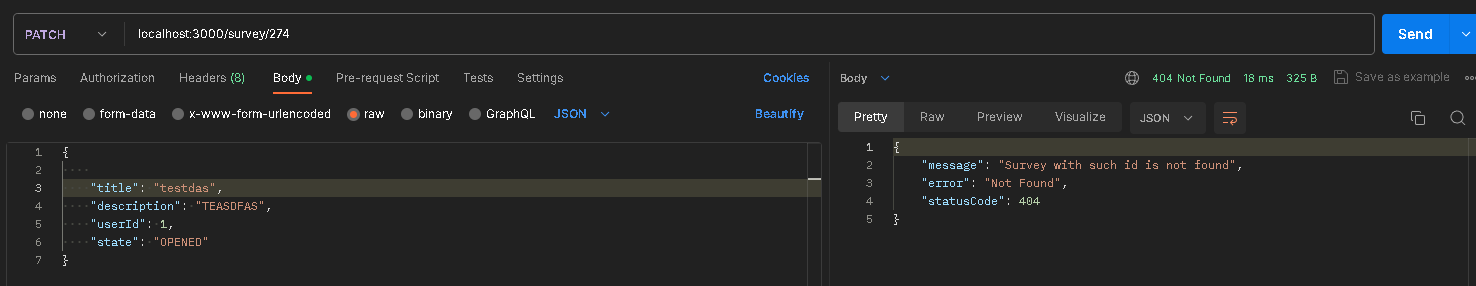 PATCH
localhost:3000/survey/274
Send
Params Authorization Headers (8) Body Pre-request Script Tests Settings Cookies
none form-data x-www-form-urlencoded raw binary GraphQL JSON Beautify
1 {
2
3 "title": "testdas",
4 "description": "TEASDFAS",
5 "userId": 1,
6 "state": "OPENED"
7 }
Body 404 Not Found 18 ms 325 B Save as example
Pretty Raw Preview Visualize JSON
1 {
2 "message": "Survey with such id is not found",
3 "error": "Not Found",
4 "statusCode": 404
5 }